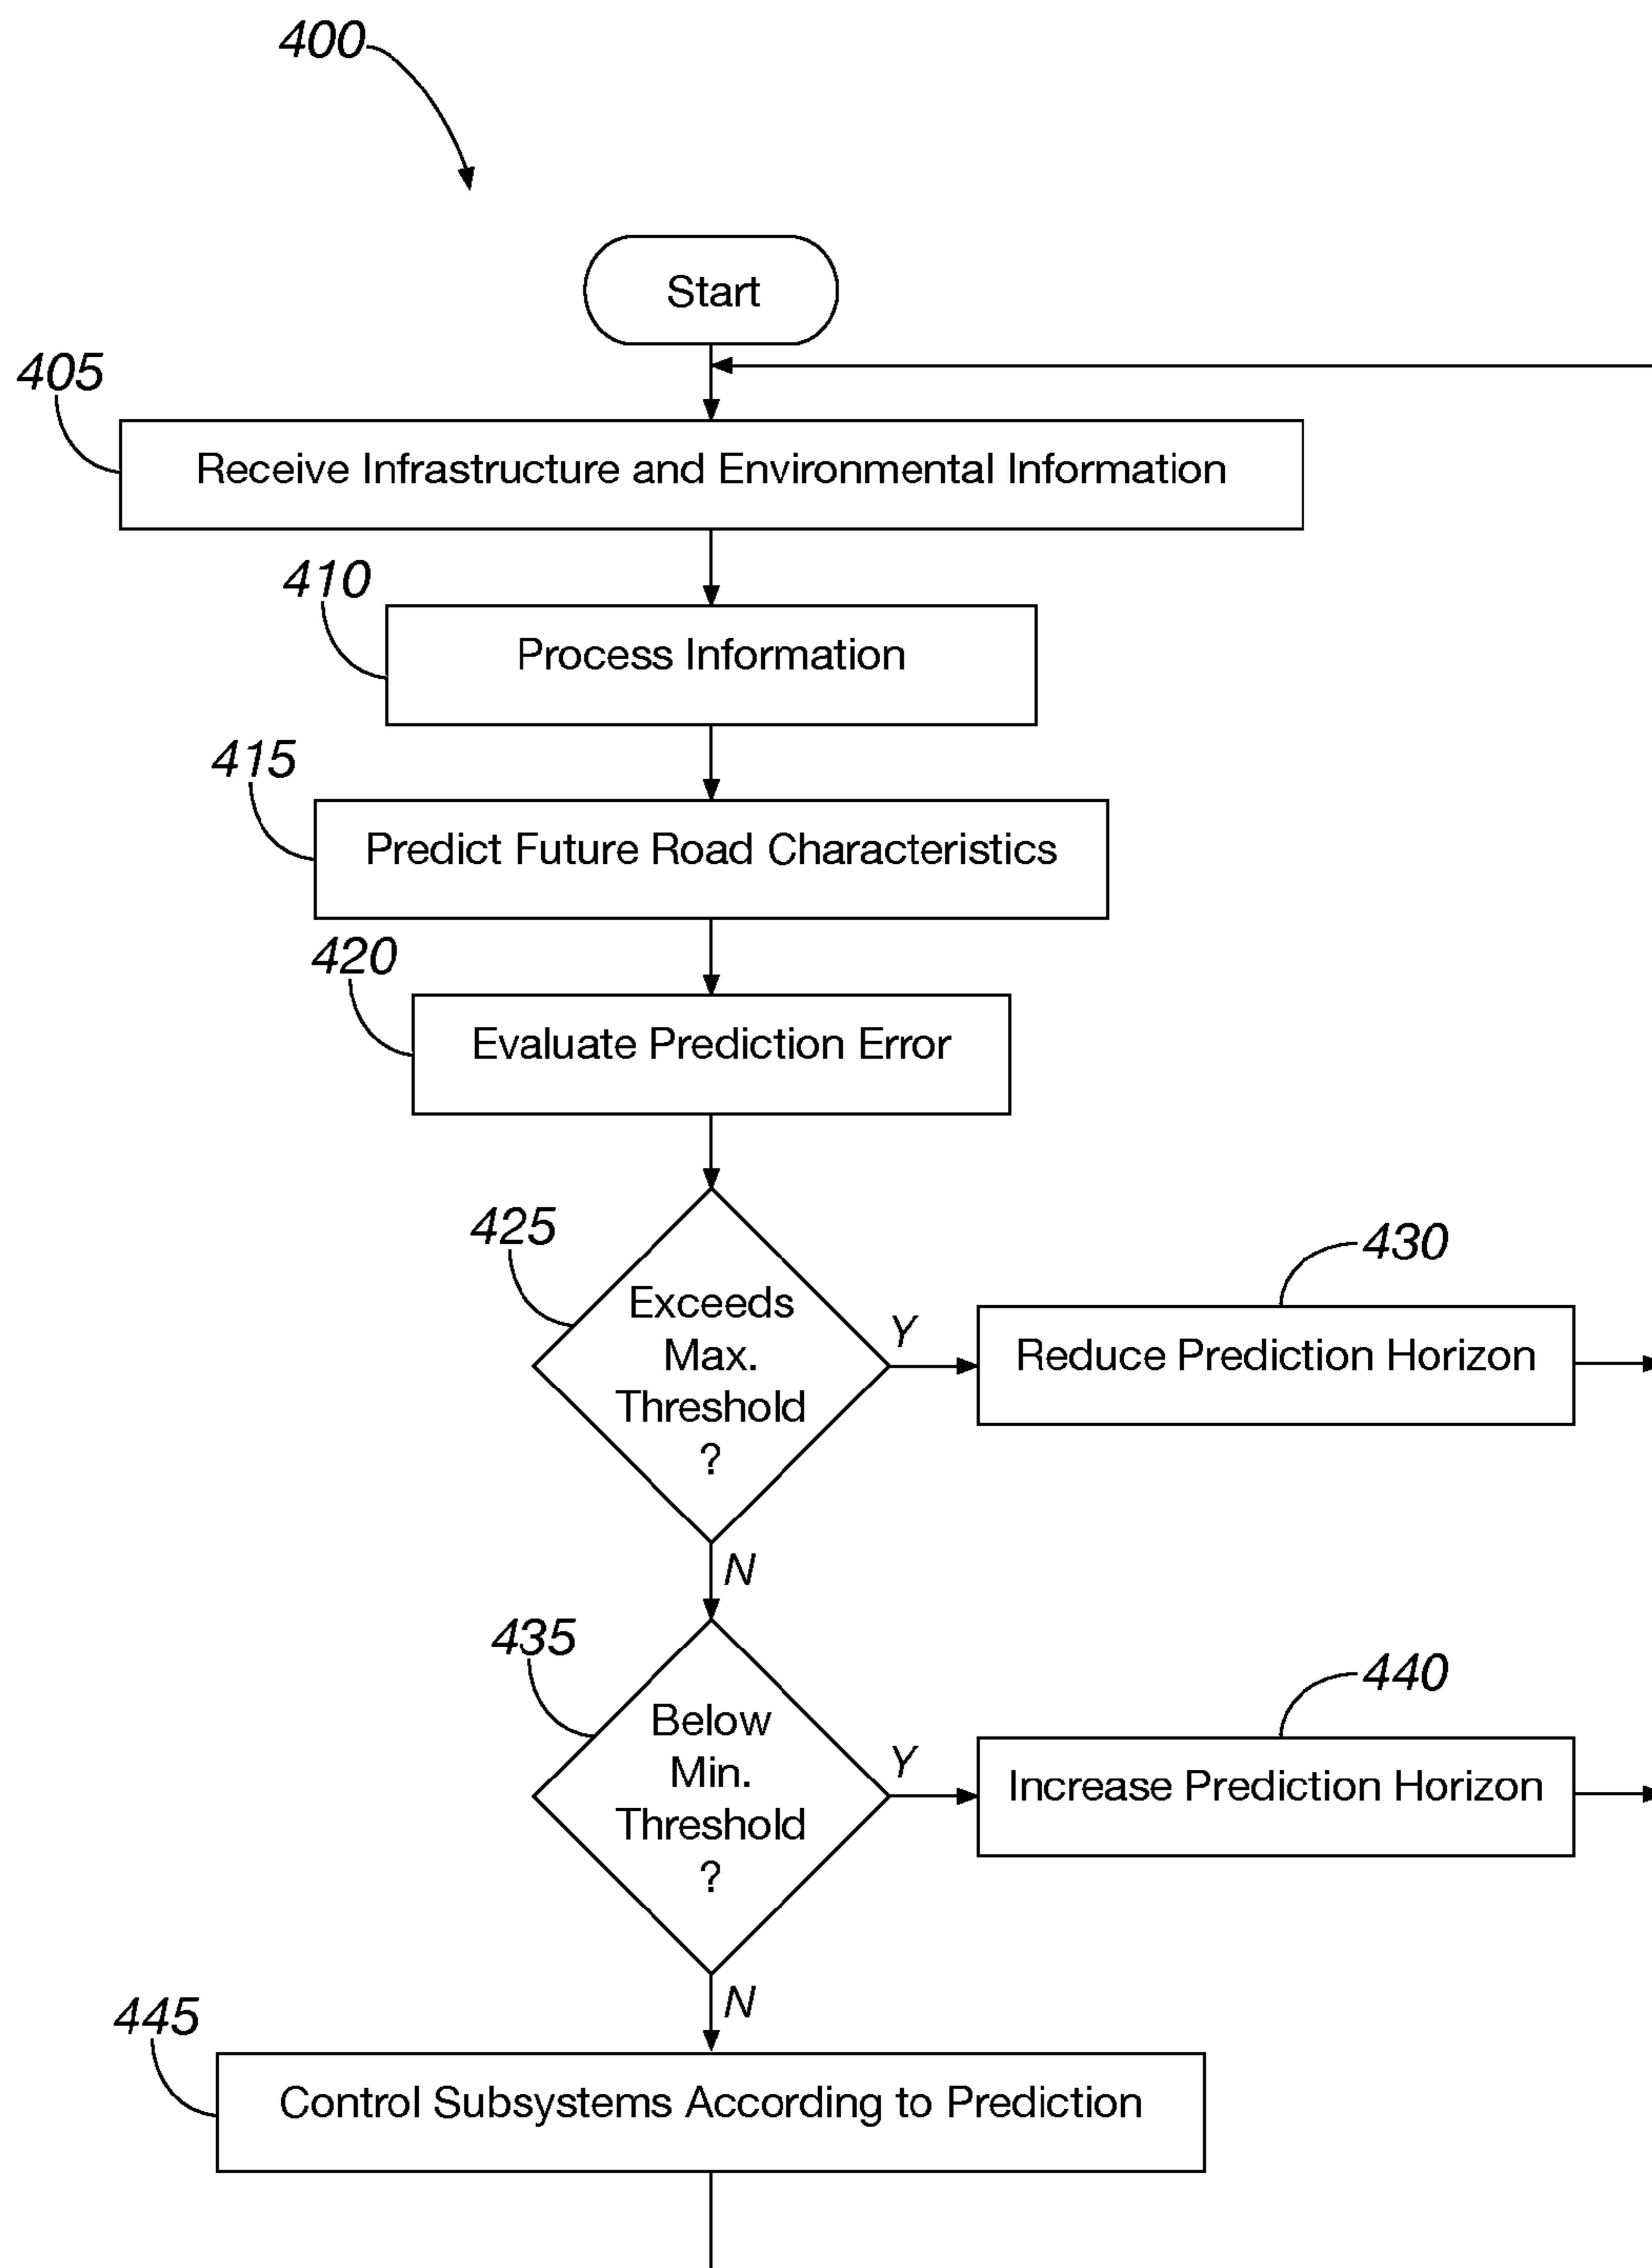 400
Start
405
Receive Infrastructure and Environmental Information
410
Process Information
415
Predict Future Road Characteristics
420
Evaluate Prediction Error
425
Exceeds
Max.
Threshold
?
Y
430
Reduce Prediction Horizon
N
435
Below
Min.
Threshold
?
Y
440
Increase Prediction Horizon
N
445
Control Subsystems According to Prediction